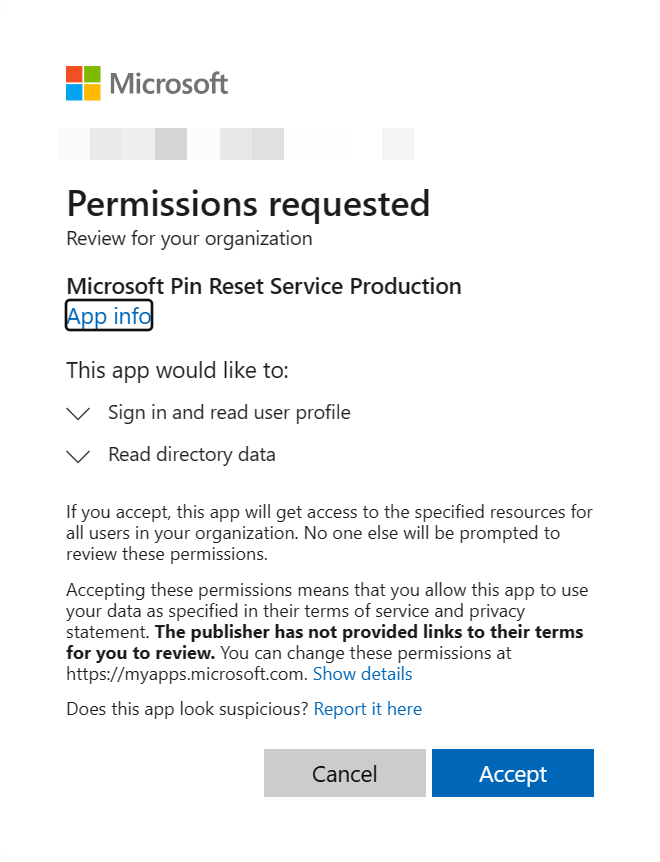 Microsoft
Permissions requested
Review for your organization
Microsoft Pin Reset Service Production
App info
This app would like to:
Sign in and read user profile
Read directory data
If you accept, this app will get access to the specified resources for
all users in your organization. No one else will be prompted to
review these permissions.
Accepting these permissions means that you allow this app to use
your data as specified in their terms of service and privacy
statement. The publisher has not provided links to their terms
for you to review. You can change these permissions at
https://myapps.microsoft.com. Show details
Does this app look suspicious? Report it here
Cancel
Accept